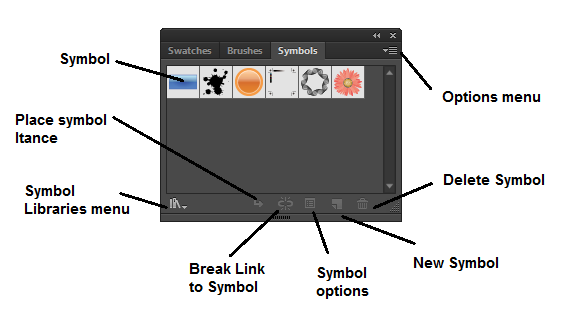 Swatches Brushes Symbols
Symbol
Options menu
Place symbol
Itance
Symbol
Libraries menu
Delete Symbol
Break Link
to Symbol
Symbol
options
New Symbol